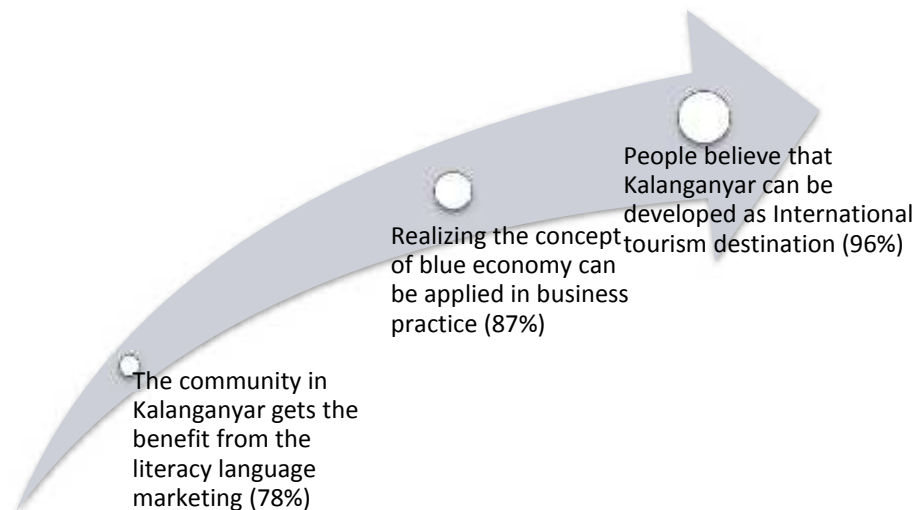 People believe that
Kalanganyar can be
developed as International
tourism destination (96%)
Realizing the concept
of blue economy can
be applied in business
practice (87%)
The community in
Kalanganyar gets the
benefit from the
literacy language
marketing (78%)